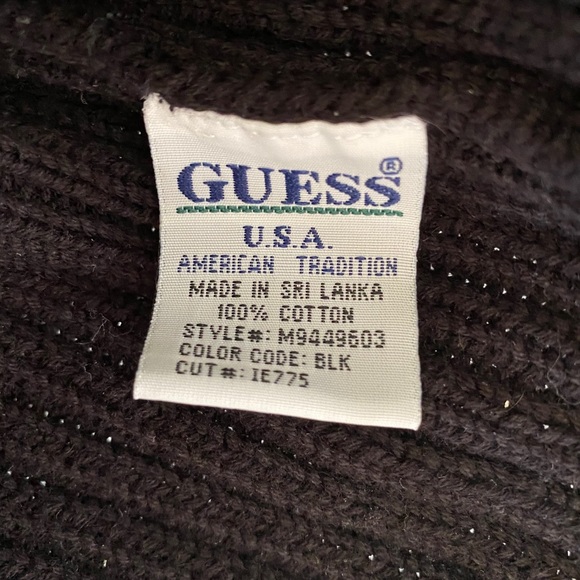 GUESS®
U.S.A.
AMERICAN TRADITION
MADE IN SRI LANKA
100% COTTON
STYLE#: M9449603
COLOR CODE: BLK
CUT#: IE775